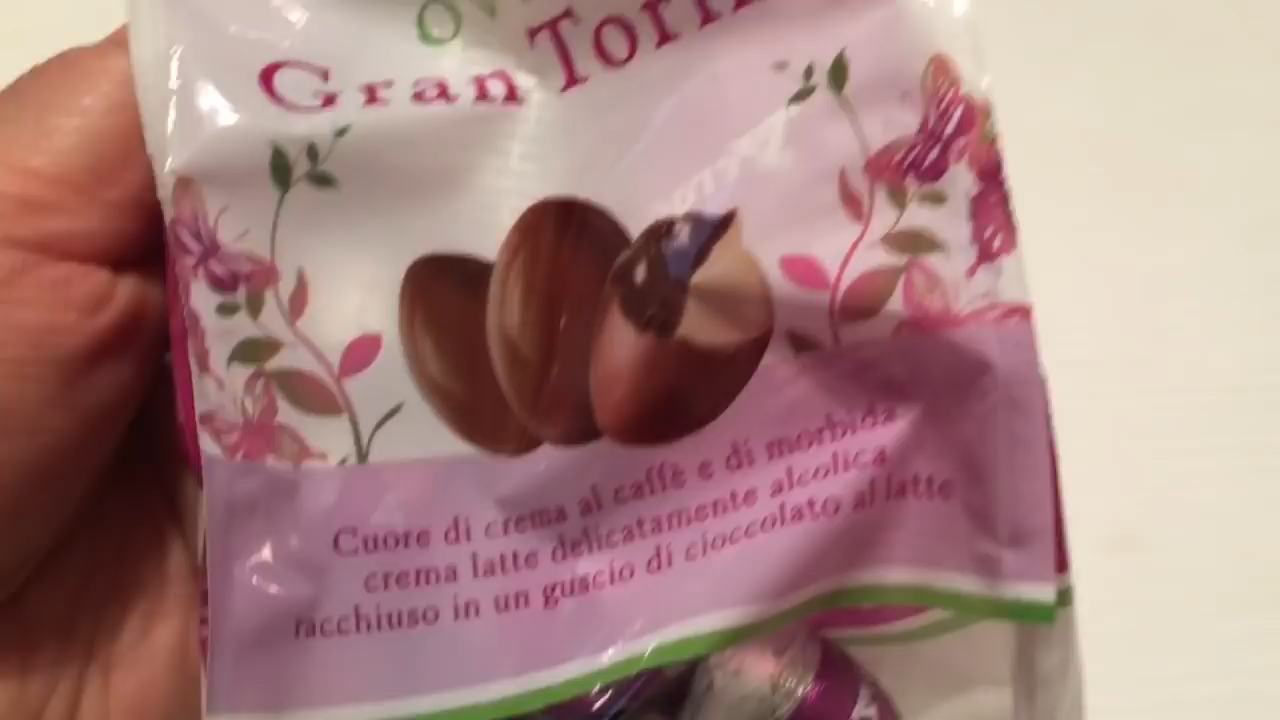 Gran
Cuore di crema al caffè e di morbida
crema latte delicatamente alcolica
racchiuso in un guscio di cioccolato al latte